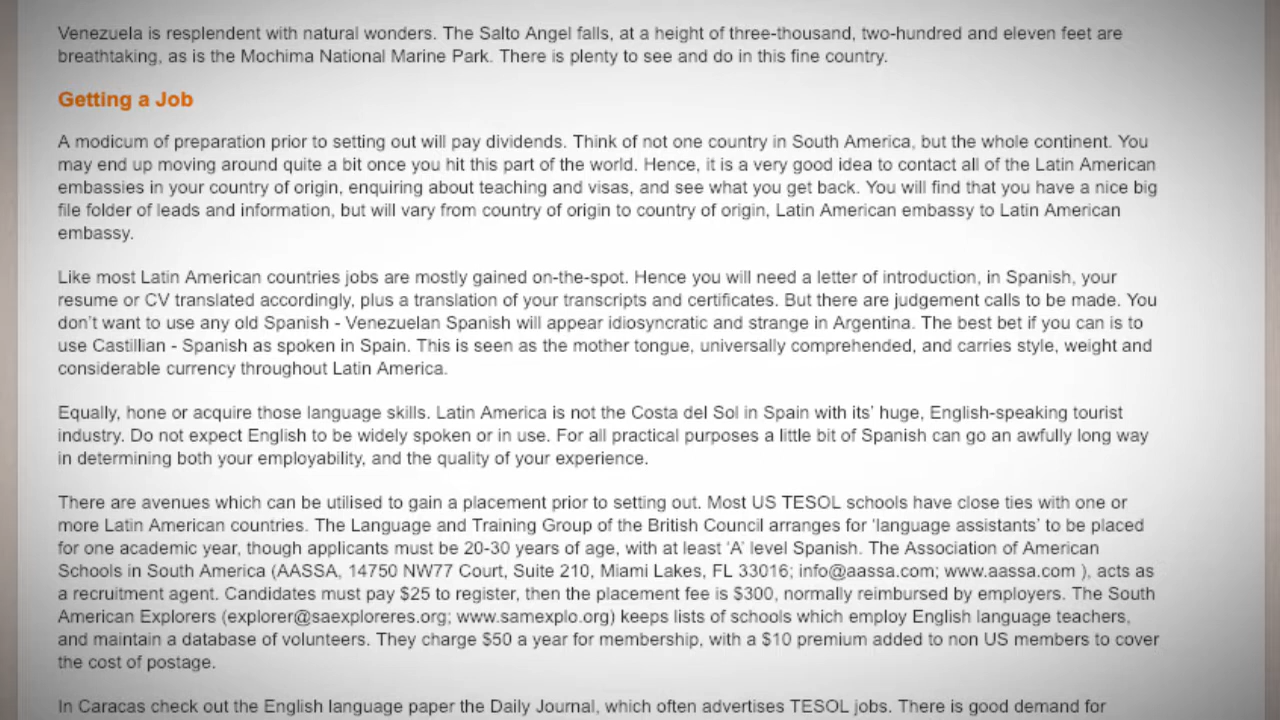 Venezuela is resplendent with natural wonders. The Salto Angel falls, at a height of three-thousand, two-hundred and eleven feet are
breathtaking, as is the Mochima National Marine Park. There is plenty to see and do in this fine country.
Getting a Job
A modicum of preparation prior to setting out will pay dividends. Think of not one country in South America, but the whole continent. You
may end up moving around quite a bit once you hit this part of the world. Hence, it is a very good idea to contact all of the Latin American
embassies in your country of origin, enquiring about teaching and visas, and see what you get back. You will find that you have a nice big
file folder of leads and information, but will vary from country of origin to country of origin, Latin American embassy to Latin American
embassy.
Like most Latin American countries jobs are mostly gained on-the-spot. Hence you will need a letter of introduction, in Spanish, your
resume or CV translated accordingly, plus a translation of your transcripts and certificates. But there are judgement calls to be made. You
don’t want to use any old Spanish - Venezuelan Spanish will appear idiosyncratic and strange in Argentina. The best bet if you can is to
use Castillian - Spanish as spoken in Spain. This is seen as the mother tongue, universally comprehended, and carries style, weight and
considerable currency throughout Latin America.
Equally, hone or acquire those language skills. Latin America is not the Costa del Sol in Spain with its’ huge, English-speaking tourist
industry. Do not expect English to be widely spoken or in use. For all practical purposes a little bit of Spanish can go an awfully long way
in determining both your employability, and the quality of your experience.
There are avenues which can be utilised to gain a placement prior to setting out. Most US TESOL schools have close ties with one or
more Latin American countries. The Language and Training Group of the British Council arranges for ‘language assistants’ to be placed
for one academic year, though applicants must be 20-30 years of age, with at least ‘A’ level Spanish. The Association of American
Schools in South America (AASSA, 14750 NW77 Court, Suite 210, Miami Lakes, FL 33016; info@aassa.com; www.aassa.com ), acts as
a recruitment agent. Candidates must pay $25 to register, then the placement fee is $300, normally reimbursed by employers. The South
American Explorers (explorer@saexploreres.org; www.samexplo.org) keeps lists of schools which employ English language teachers,
and maintain a database of volunteers. They charge $50 a year for membership, with a $10 premium added to non US members to cover
the cost of postage.
In Caracas check out the English language paper the Daily Journal, which often advertises TESOL jobs. There is good demand for